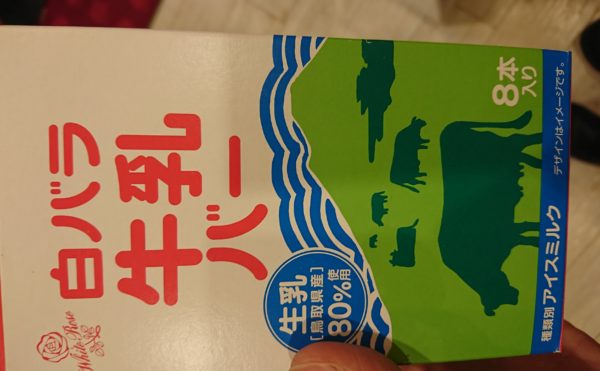 白バラ
牛乳
バー
White Rose
生乳
[鳥取県産]
80%使用
8本
入り
デザインはイメージです。
種類別 アイスミルク